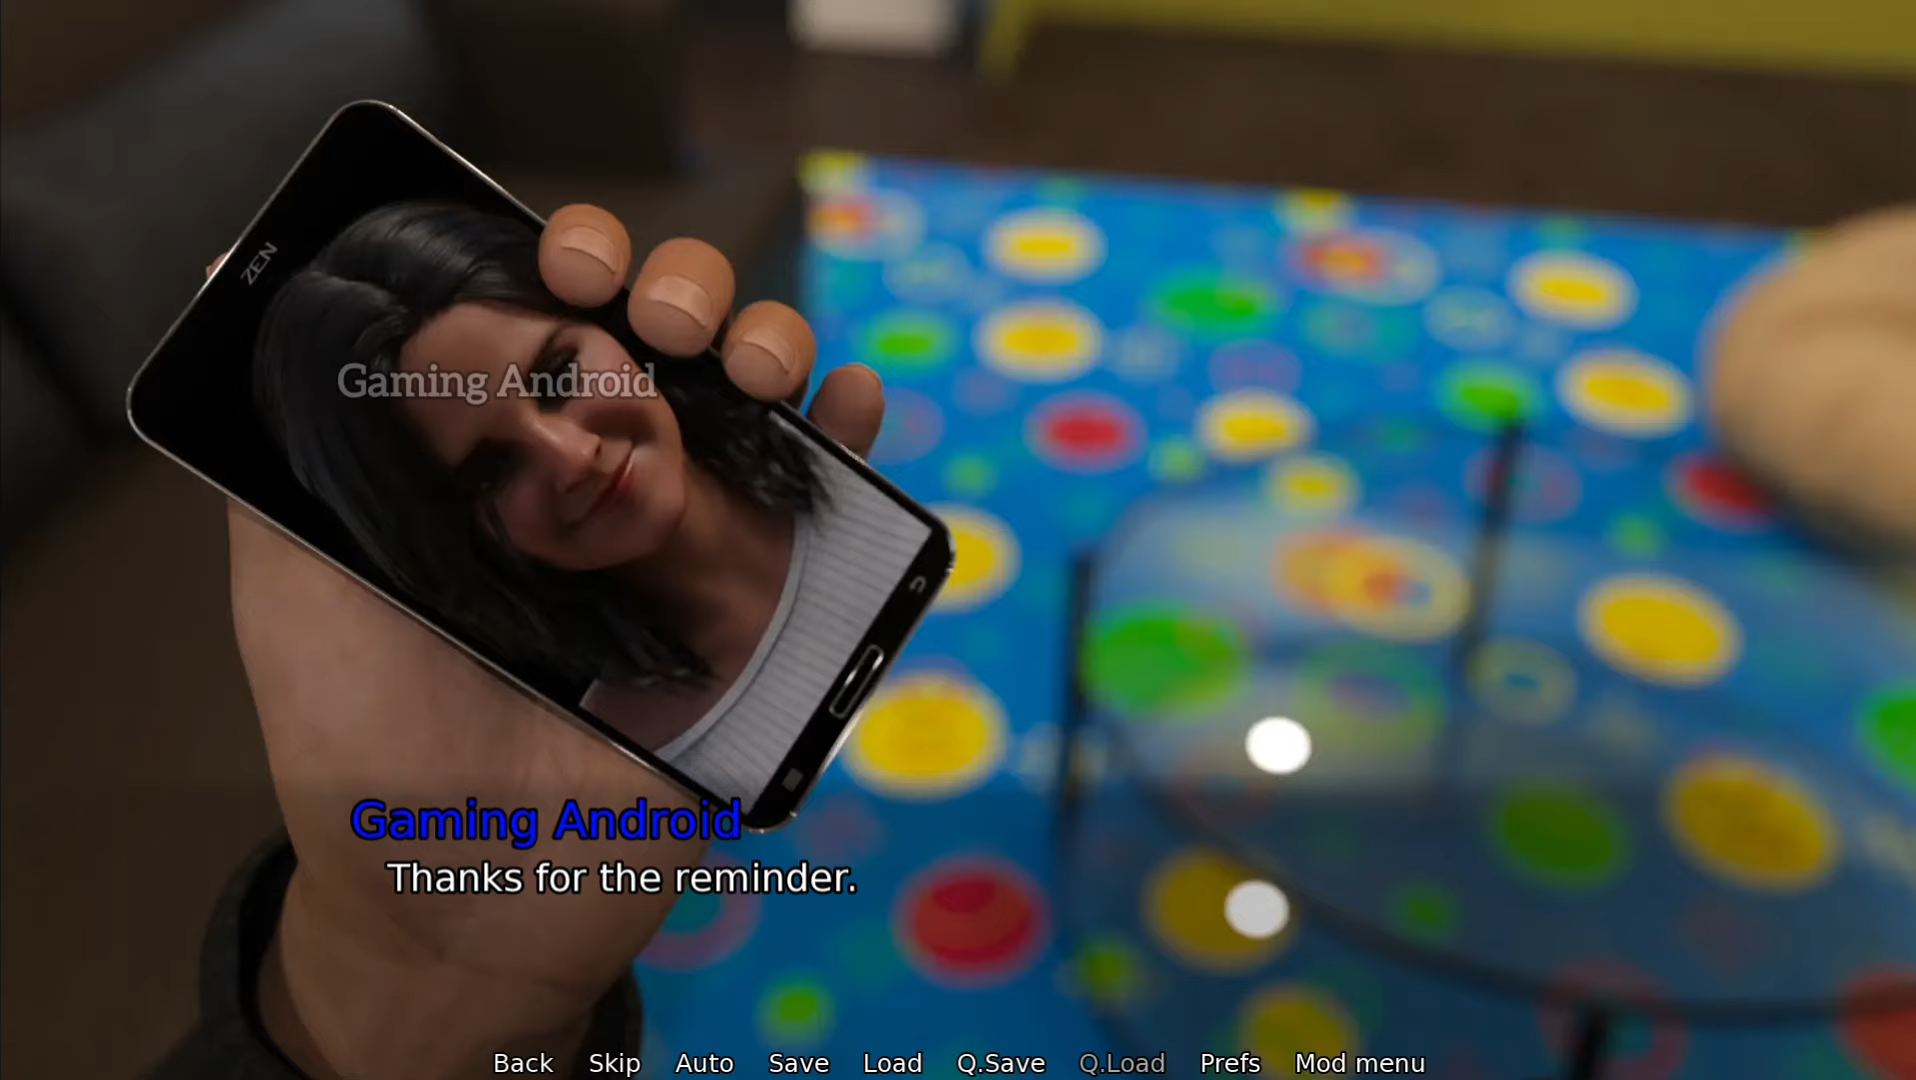 ZEN
Gaming Android
Gaming Android
Thanks for the reminder.
Back Skip Auto Save Load Q.Save Q.Load Prefs Mod menu